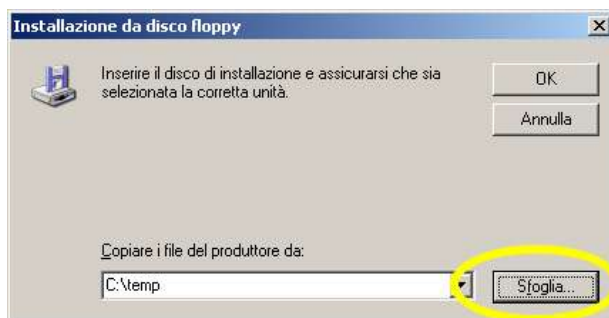 Installazione da disco floppy
Inserire il disco di installazione e assicurarsi che sia
selezionata la corretta unità.
OK
Annulla
Copiare i file del produttore da:
C:\temp
Sfoglia...